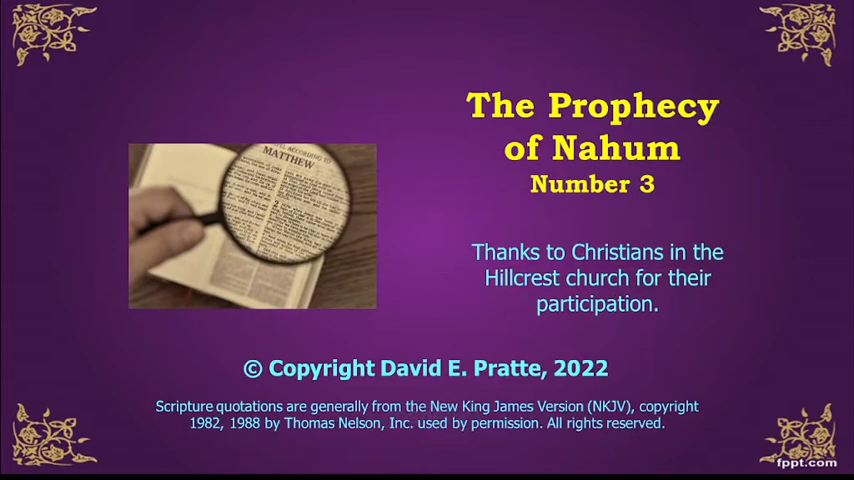 The Prophecy
of Nahum
Number 3
MATTHEW
Thanks to Christians in the
Hillcrest church for their
participation.
© Copyright David E. Pratte, 2022
Scripture quotations are generally from the New King James Version (NKJV), copyright
1982, 1988 by Thomas Nelson, Inc. used by permission. All rights reserved.
fppt.com